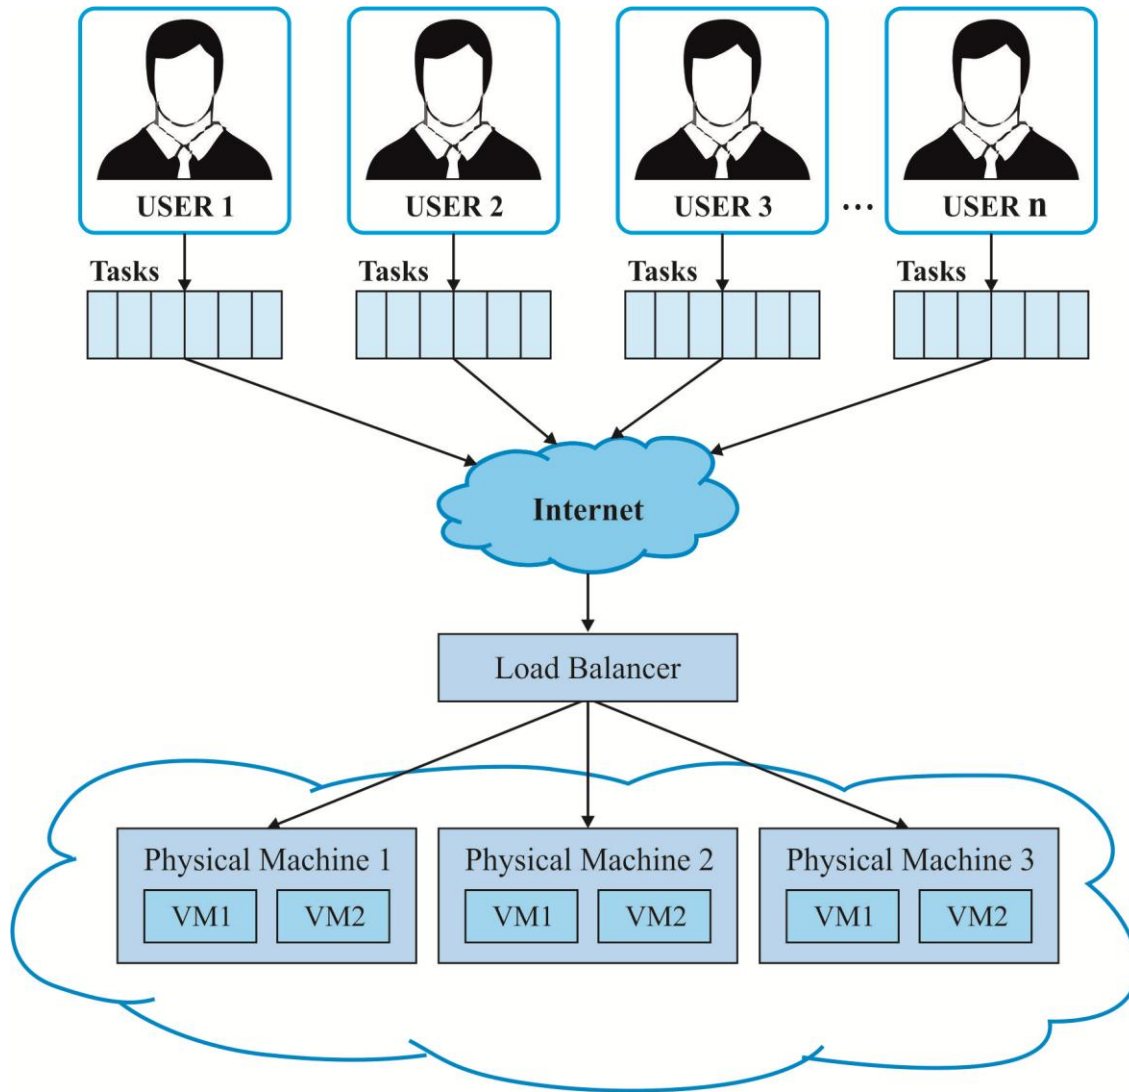 USER 1
USER 2
USER 3
...
USER n
Tasks
Tasks
Tasks
Tasks
Internet
Load Balancer
Physical Machine 1
VM1
VM2
Physical Machine 2
VM1
VM2
Physical Machine 3
VM1
VM2